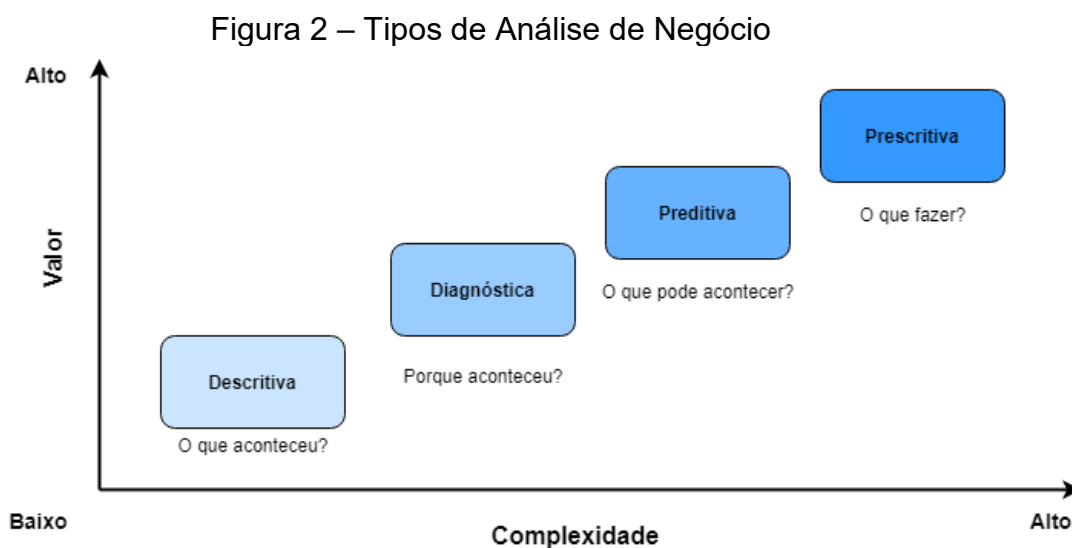 Figura 2 – Tipos de Análise de Negócio
Alto
Prescritiva
O que fazer?
Preditiva
O que pode acontecer?
Valor
Diagnóstica
Porque aconteceu?
Descritiva
O que aconteceu?
Baixo
Complexidade
Alto